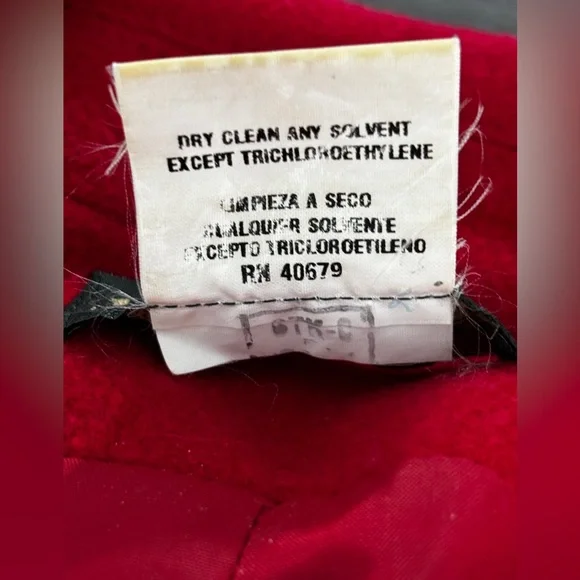 DRY CLEAN ANY SOLVENT
EXCEPT TRICHLOROETHYLENE
LIMPIEZA A SECO
CUALQUIER SOLVENTE
EXCEPTO TRICLOROETILENO
RN 40679